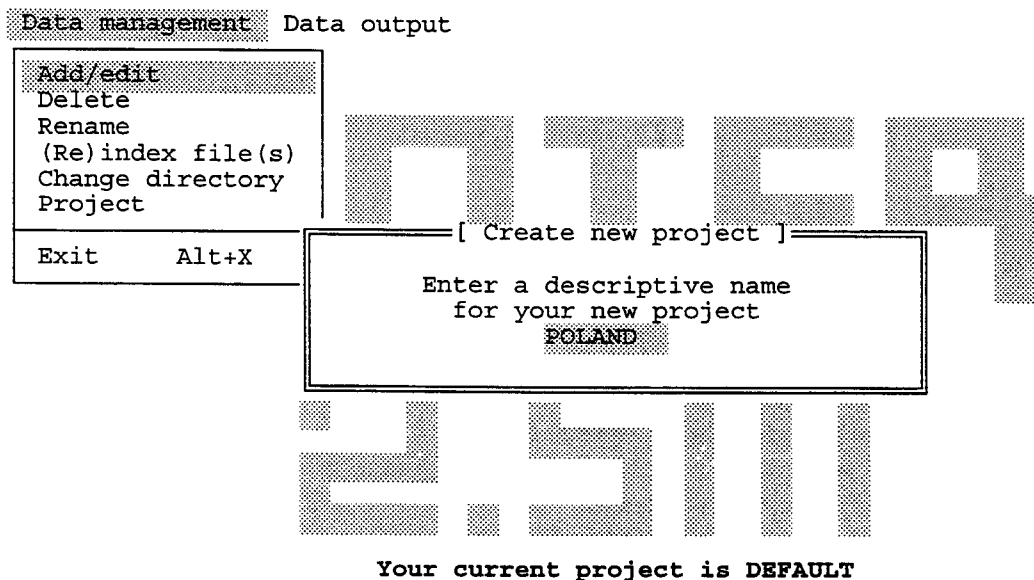 Data management Data output
Add/edit
Delete
Rename
(Re)index file(s)
Change directory
Project
Exit Alt+X
[ Create new project ]
Enter a descriptive name
for your new project
POLAND
Your current project is DEFAULT